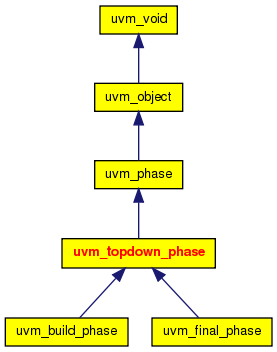 uvm_void
uvm_object
uvm_phase
uvm_topdown_phase
uvm_build_phase
uvm_final_phase